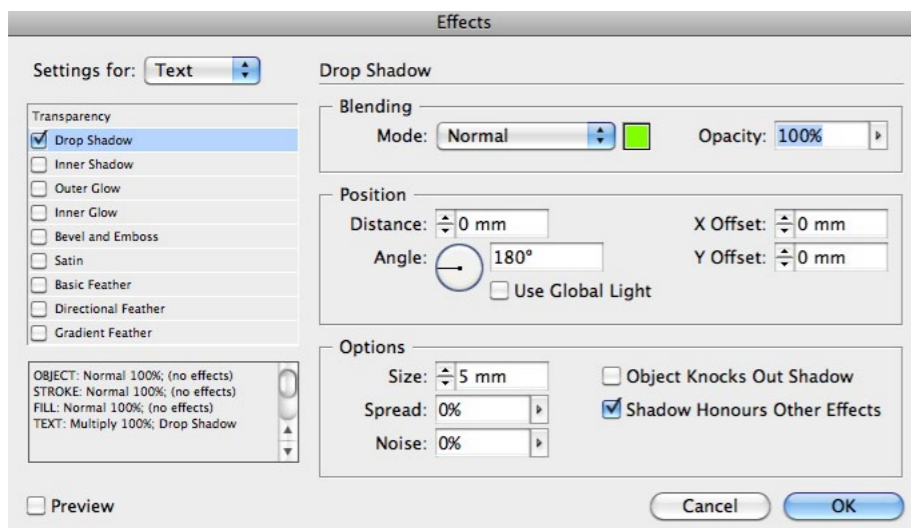 Effects
Settings for: Text
Transparency
Drop Shadow
Inner Shadow
Outer Glow
Inner Glow
Bevel and Emboss
Satin
Basic Feather
Directional Feather
Gradient Feather
OBJECT: Normal 100%; (no effects)
STROKE: Normal 100%; (no effects)
FILL: Normal 100%; (no effects)
TEXT: Multiply 100%; Drop Shadow
Preview
Drop Shadow
Blending
Mode: Normal Opacity: 100%
Position
Distance: 0 mm X Offset: 0 mm
Angle: 180° Y Offset: 0 mm
Use Global Light
Options
Size: 5 mm Object Knocks Out Shadow
Spread: 0% Shadow Honours Other Effects
Noise: 0%
Cancel OK